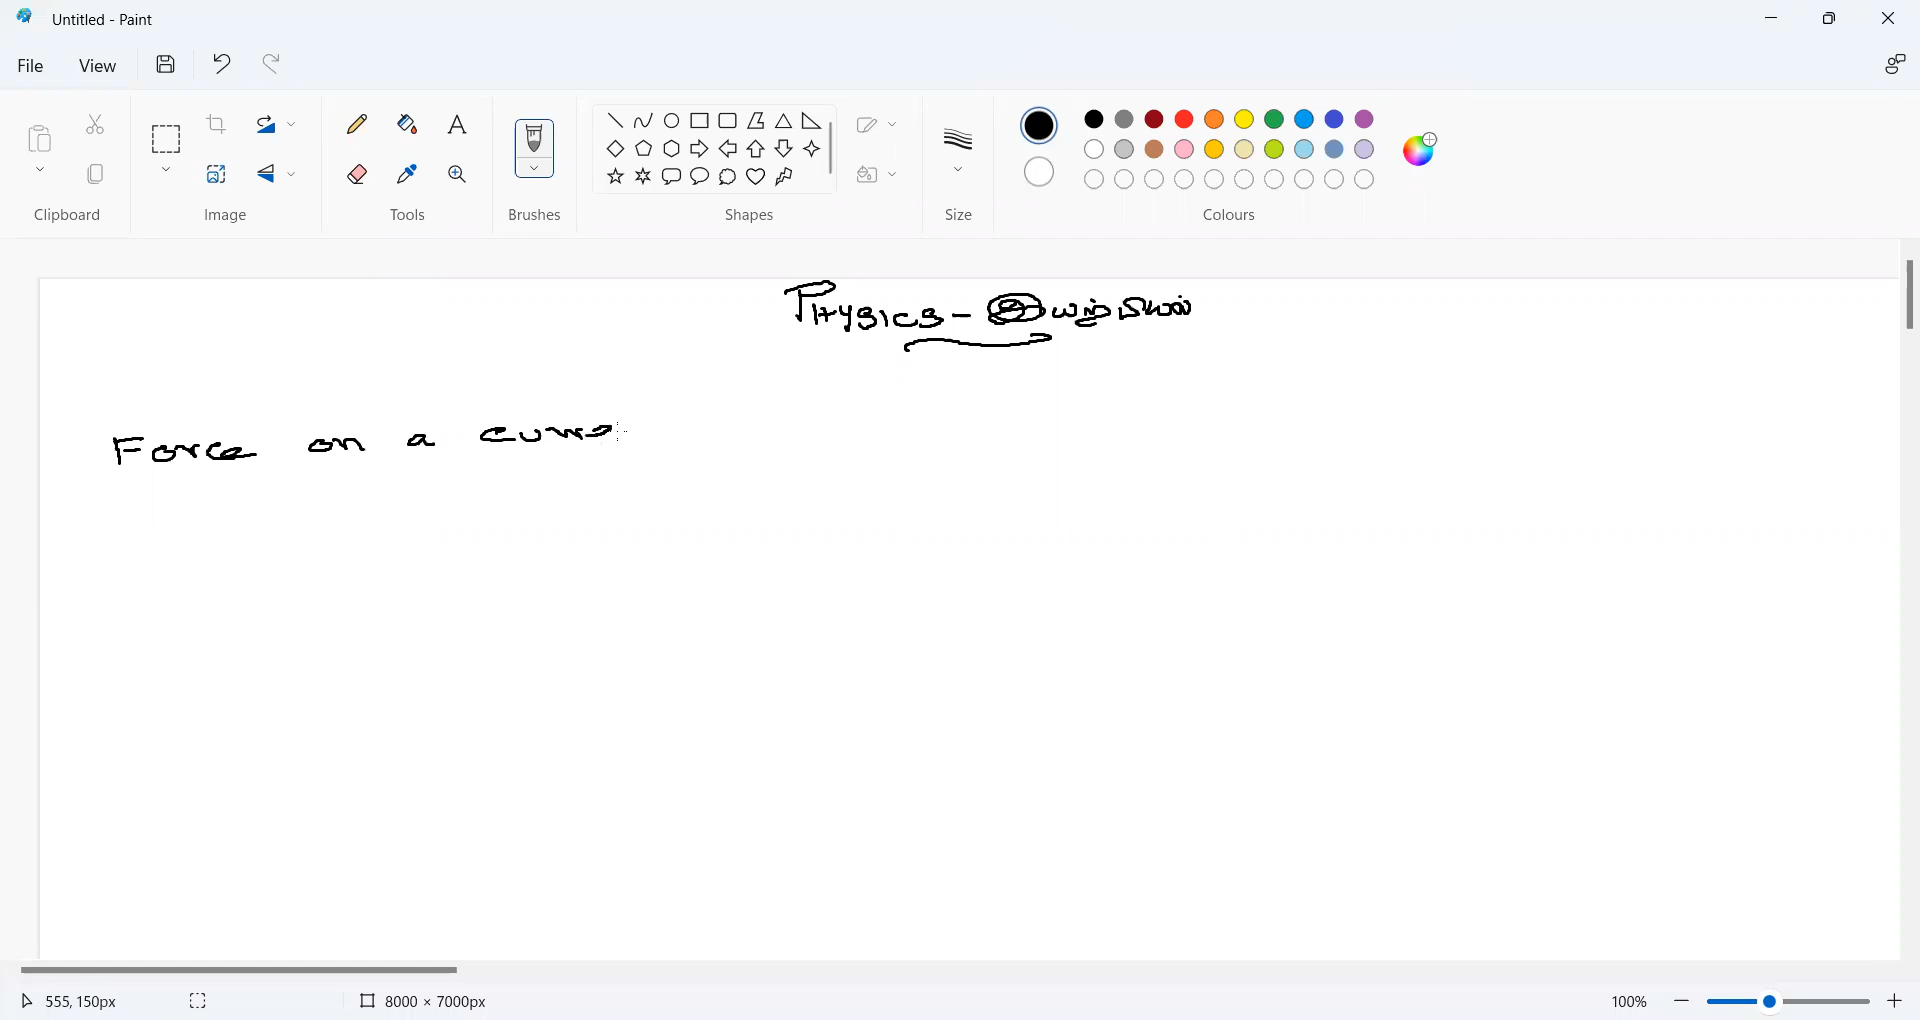 Untitled - Paint
File View
Clipboard Image Tools Brushes Shapes Size Colours
Physics -
Force on a curre
555, 150px 8000 × 7000px 100%